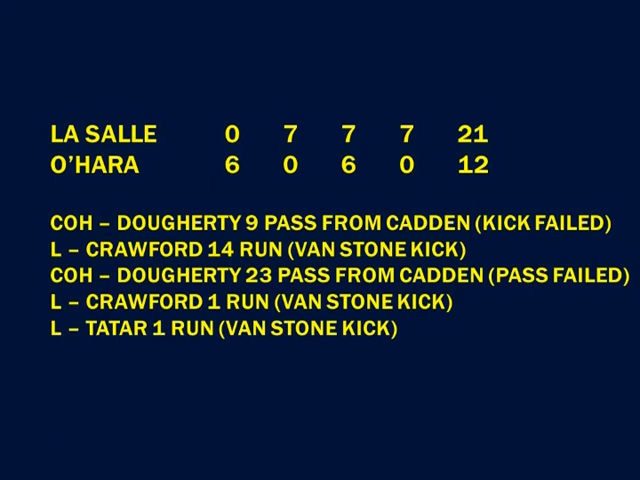 LA SALLE 0 7 7 7 21
O'HARA 6 0 6 0 12
COH – DOUGHERTY 9 PASS FROM CADDEN (KICK FAILED)
L – CRAWFORD 14 RUN (VAN STONE KICK)
COH – DOUGHERTY 23 PASS FROM CADDEN (PASS FAILED)
L – CRAWFORD 1 RUN (VAN STONE KICK)
L – TATAR 1 RUN (VAN STONE KICK)